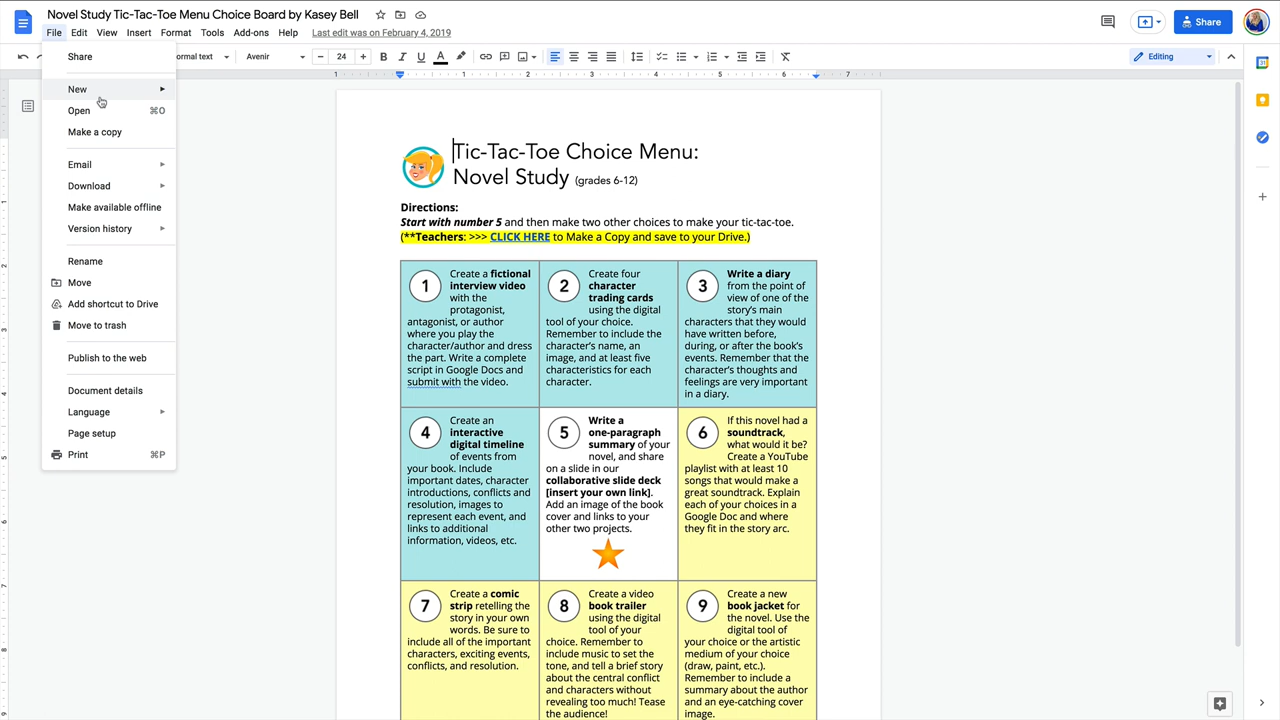 Novel Study Tic-Tac-Toe Menu Choice Board by Kasey Bell
File Edit View Insert Format Tools Add-ons Help Last edit was on February 4, 2019
Share
ormal text Avenir − 24 + B I U A Editing
Share
New
Open ⌘O
Make a copy
Email
Download
Make available offline
Version history
Rename
Move
Add shortcut to Drive
Move to trash
Publish to the web
Document details
Language
Page setup
Print ⌘P
1 1 2 3 4 5 6 7
1
2
3
4
5
6
7
8
9
31
Tic-Tac-Toe Choice Menu:
Novel Study (grades 6-12)
Directions:
Start with number 5 and then make two other choices to make your tic-tac-toe.
(**Teachers: >>> CLICK HERE to Make a Copy and save to your Drive.)
1
Create a fictional
interview video
with the
protagonist,
antagonist, or author
where you play the
character/author and dress
the part. Write a complete
script in Google Docs and
submit with the video.
2
Create four
character
trading cards
using the digital
tool of your choice.
Remember to include the
character's name, an
image, and at least five
characteristics for each
character.
3
Write a diary
from the point of
view of one of the
story's main
characters that they would
have written before,
during, or after the book's
events. Remember that the
character's thoughts and
feelings are very important
in a diary.
4
Create an
interactive
digital timeline
of events from
your book. Include
important dates, character
introductions, conflicts and
resolution, images to
represent each event, and
links to additional
information, videos, etc.
5
Write a
one-paragraph
summary of your
novel, and share
on a slide in our
collaborative slide deck
[insert your own link].
Add an image of the book
cover and links to your
other two projects.
6
If this novel had a
soundtrack,
what would it be?
Create a YouTube
playlist with at least 10
songs that would make a
great soundtrack. Explain
each of your choices in a
Google Doc and where
they fit in the story arc.
7
Create a comic
strip retelling the
story in your own
words. Be sure to
include all of the important
characters, exciting events,
conflicts, and resolution.
8
Create a video
book trailer
using the digital
tool of your
choice. Remember to
include music to set the
tone, and tell a brief story
about the central conflict
and characters without
revealing too much! Tease
the audience!
9
Create a new
book jacket for
the novel. Use the
digital tool of
your choice or the artistic
medium of your choice
(draw, paint, etc.).
Remember to include a
summary about the author
and an eye-catching cover
image.